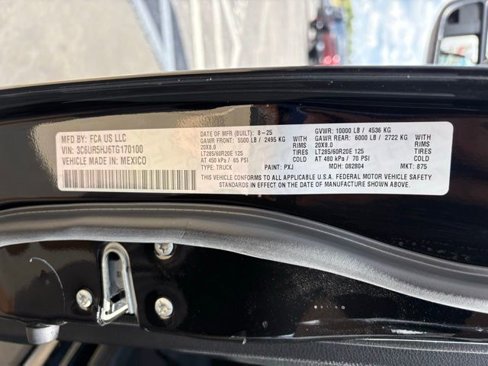 MFD BY: FCA US LLC
VIN: 3C6UR5HJ5TG170100
VEHICLE MADE IN: MEXICO
DATE OF MFR (BUILT): 8-25
GAWR FRONT: 5500 LB / 2495 KG
20X8.0
LT285/60R20E 125
AT 450 kPa / 65 PSI
TYPE: TRUCK
WITH
RIMS
TIRES
COLD
PAINT: PXJ
GVWR: 10000 LB / 4536 KG
GAWR REAR: 6000 LB / 2722 KG
20X8.0
LT285/60R20E 125
AT 480 kPa / 70 PSI
MDH: 082804
WITH
RIMS
TIRES
COLD
MKT: 875
THIS VEHICLE CONFORMS TO ALL APPLICABLE U.S.A. FEDERAL MOTOR VEHICLE SAFETY
STANDARDS IN EFFECT ON THE DATE OF MANUFACTURE SHOWN ABOVE.